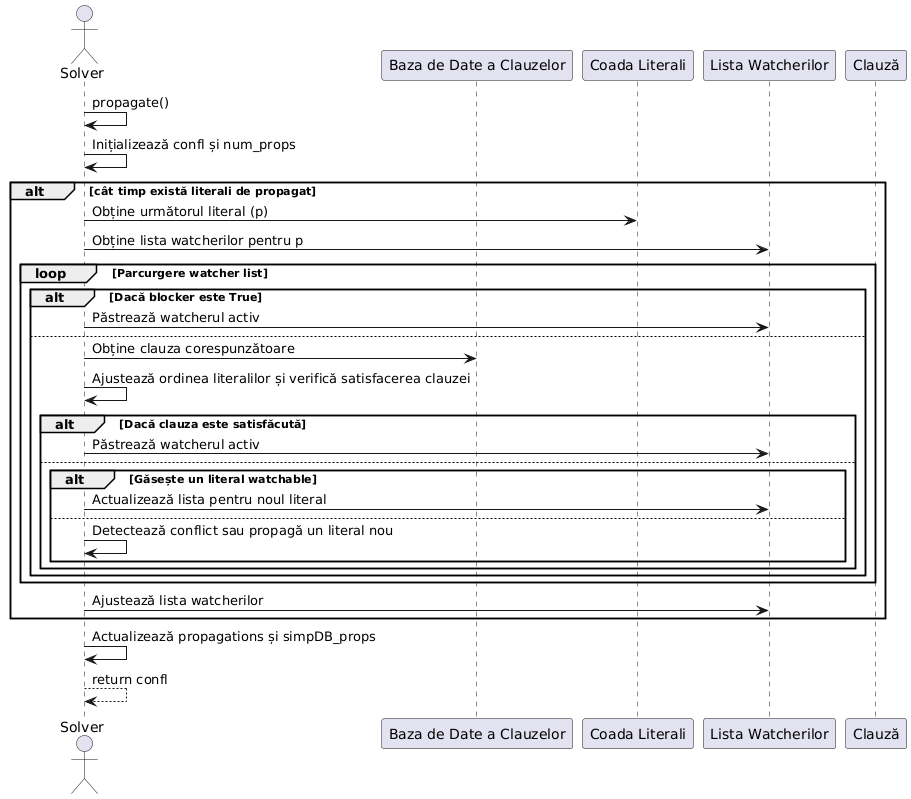 Solver
Baza de Date a Clauzelor
Coada Literali
Lista Watcherilor
Clauză
propagate()
Inițializează confl și num_props
alt [cât timp există literali de propagat]
Obține următorul literal (p)
Obține lista watcherilor pentru p
loop [Parcurgere watcher list]
alt [Dacă blocker este True]
Păstrează watcherul activ
Obține clauza corespunzătoare
Ajustează ordinea literalilor și verifică satisfacerea clauzei
alt [Dacă clauza este satisfăcută]
Păstrează watcherul activ
alt [Găsește un literal watchable]
Actualizează lista pentru noul literal
Detectează conflict sau propagă un literal nou
Ajustează lista watcherilor
Actualizează propagations și simpDB_props
return confl
Solver
Baza de Date a Clauzelor
Coada Literali
Lista Watcherilor
Clauză